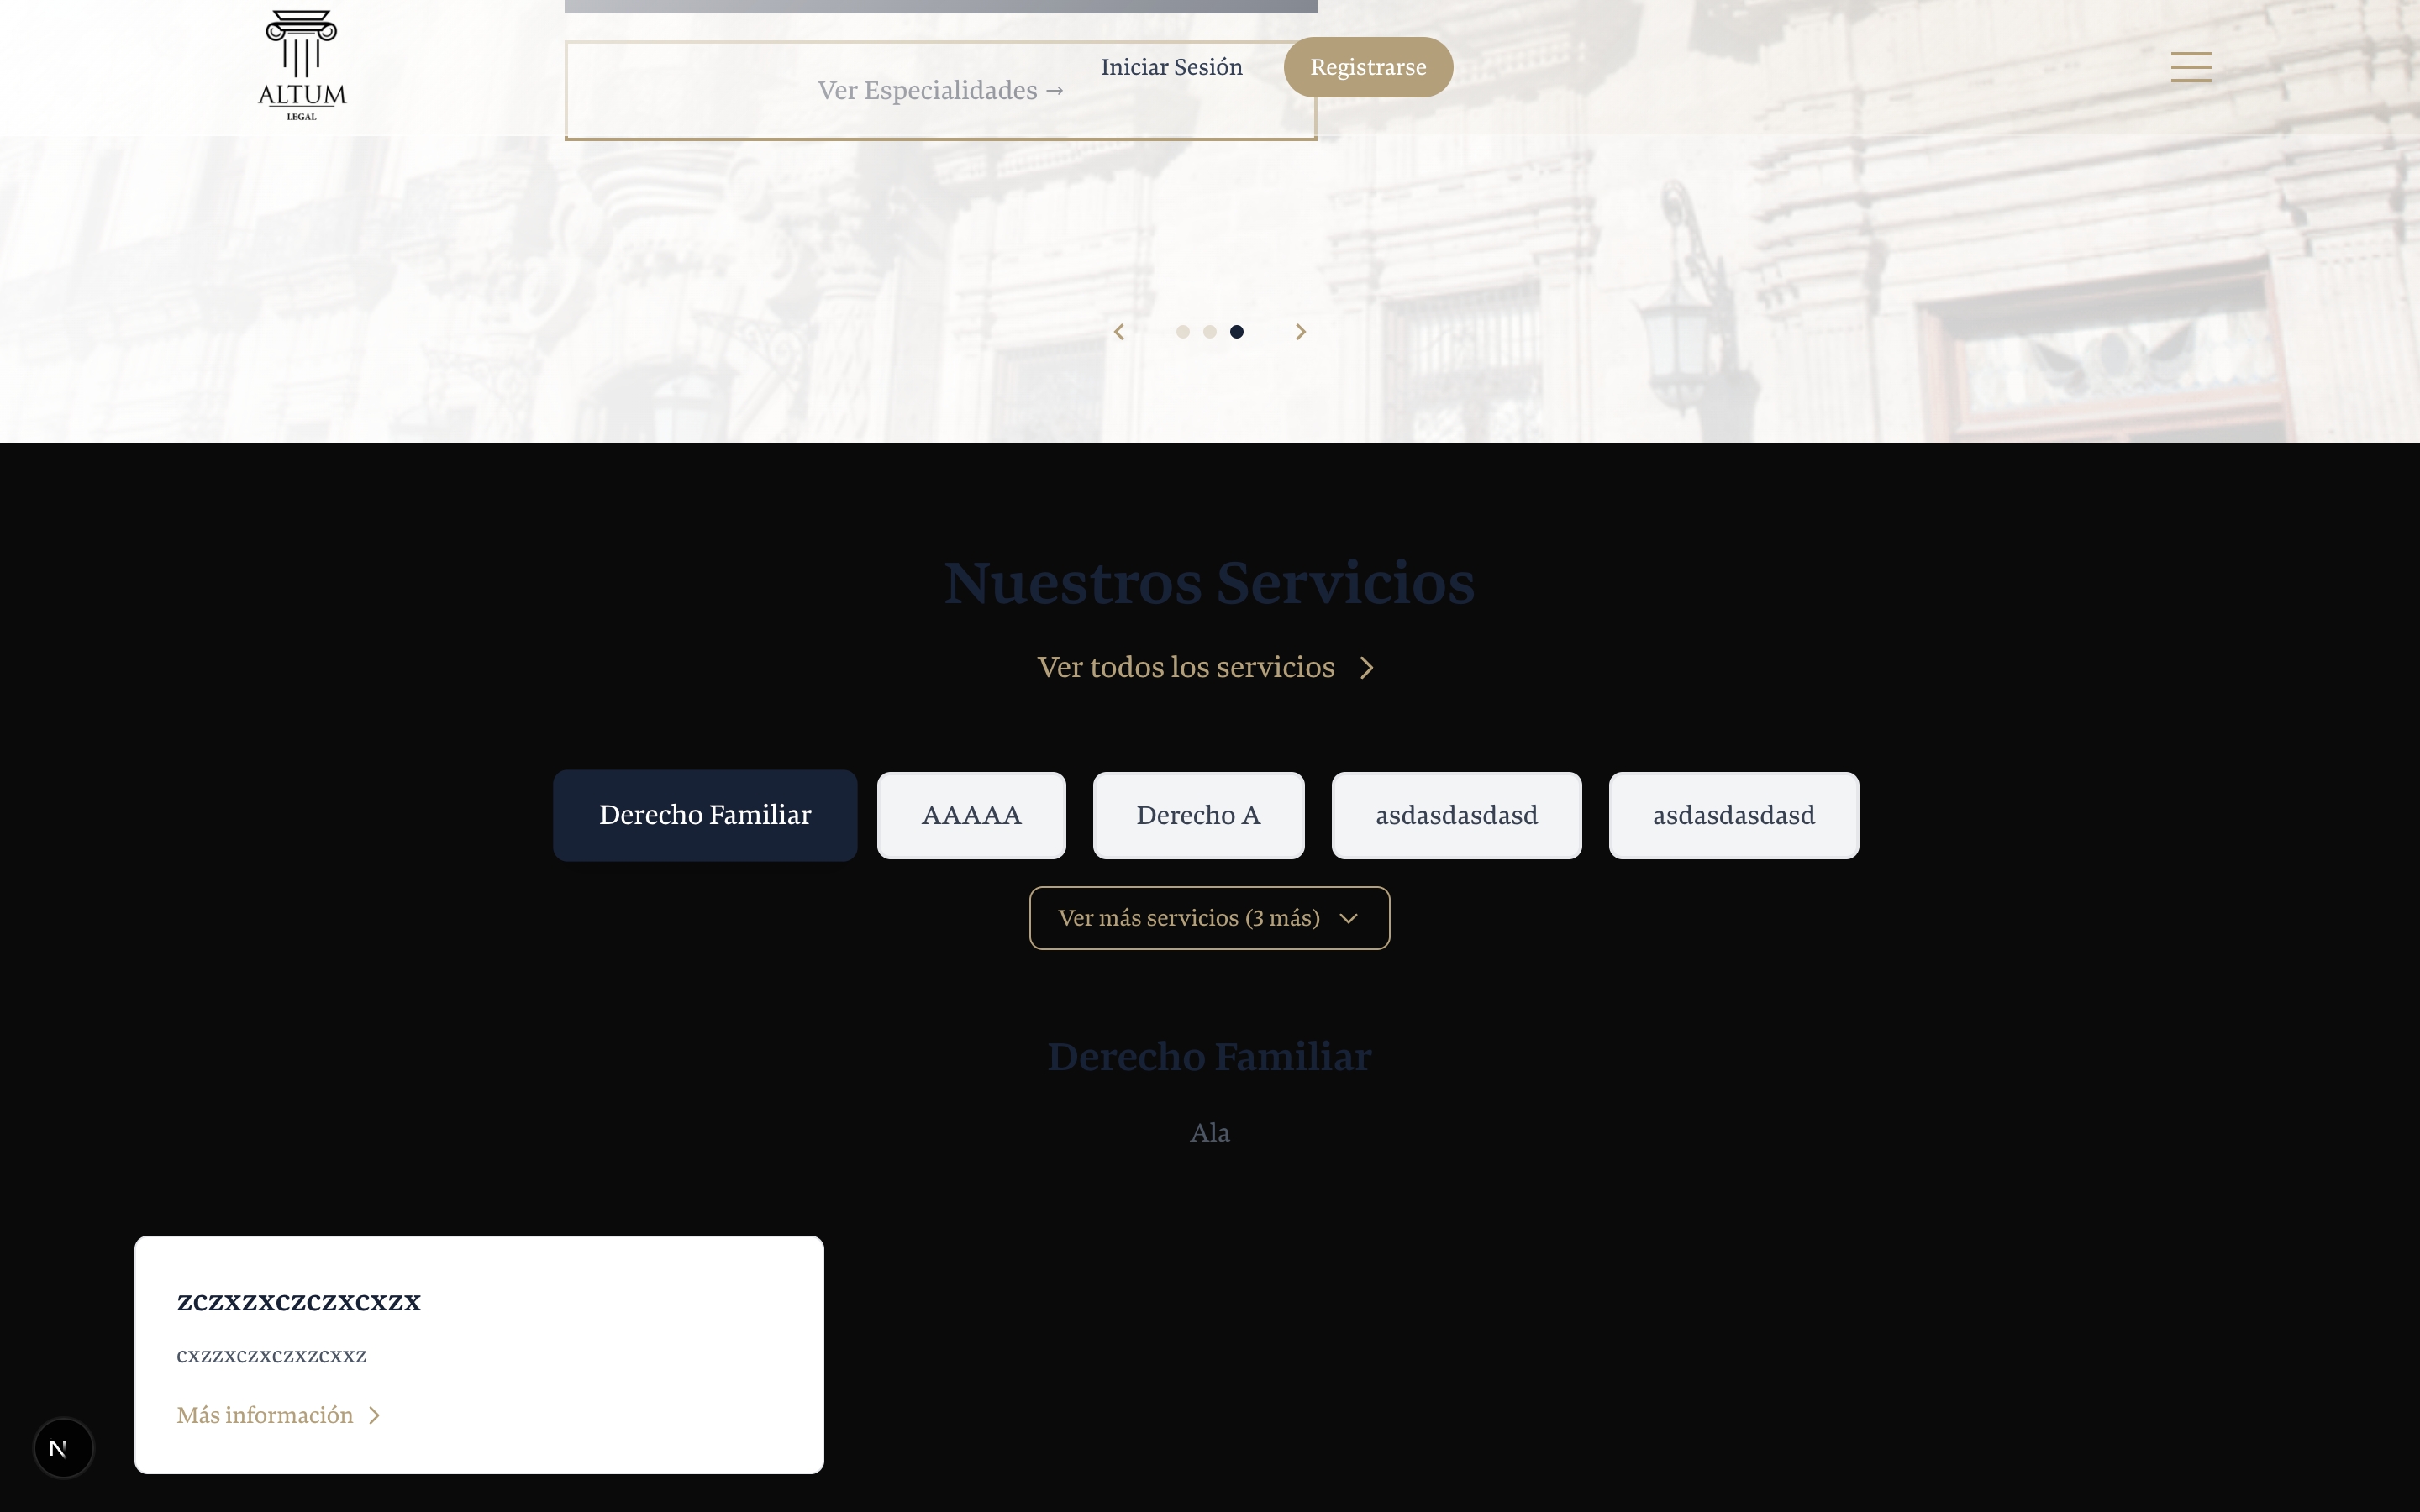 ALTUM
LEGAL
Ver Especialidades →
Iniciar Sesión
Registrarse
Nuestros Servicios
Ver todos los servicios
Derecho Familiar
AAAAA
Derecho A
asdasdasdasd
asdasdasdasd
Ver más servicios (3 más)
Derecho Familiar
Ala
zczxzxczczxcxzx
cxzzxczxczxzcxxz
Más información
N